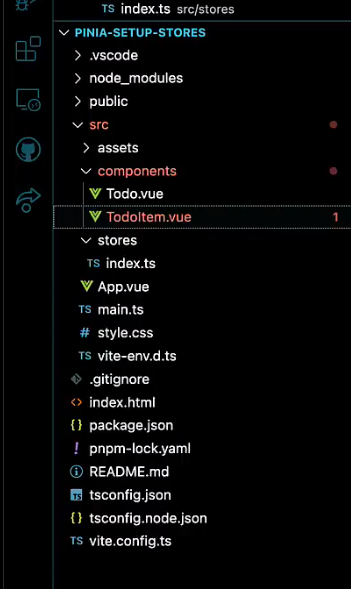 TS index.ts src/stores
PINIA-SETUP-STORES
.vscode
node_modules
public
src
assets
components
Todo.vue
TodoItem.vue 1
stores
TS index.ts
App.vue
TS main.ts
# style.css
TS vite-env.d.ts
.gitignore
<> index.html
{} package.json
! pnpm-lock.yaml
README.md
TS tsconfig.json
{} tsconfig.node.json
TS vite.config.ts